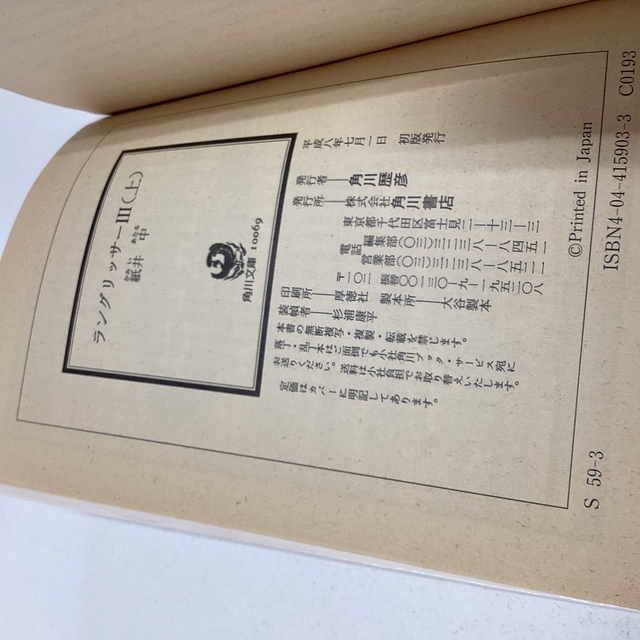 ラングリッサーIII(上)
かみい あたる
紙井 中
角川文庫 10069
平成八年七月一日 初版発行
発行者──角川歴彦
発行所──株式会社角川書店
東京都千代田区富士見二─十三─三
電話 編集部(〇三)三二三八─八四五一
営業部(〇三)三二三八─八五二一
〒一〇二 振替〇〇一三〇─九─一九五二〇八
印刷所──厚徳社 製本所──大谷製本
装幀者──杉浦康平
本書の無断複写・複製・転載を禁じます。
落丁・乱丁本はご面倒でも小社角川ブック・サービス宛に
お送りください。送料は小社負担でお取り替えいたします。
定価はカバーに明記してあります。
©Printed in Japan
S 59-3
ISBN4-04-415903-3 C0193